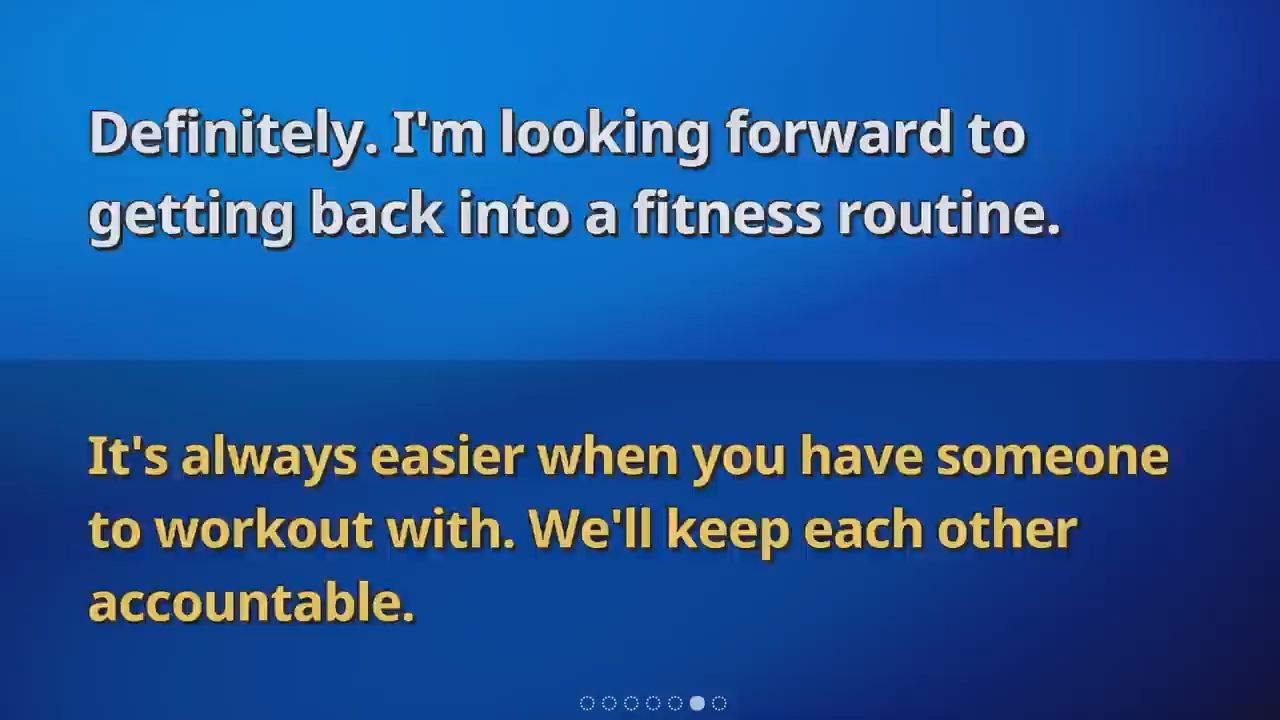 Definitely. I'm looking forward to
getting back into a fitness routine.
It's always easier when you have someone
to workout with. We'll keep each other
accountable.